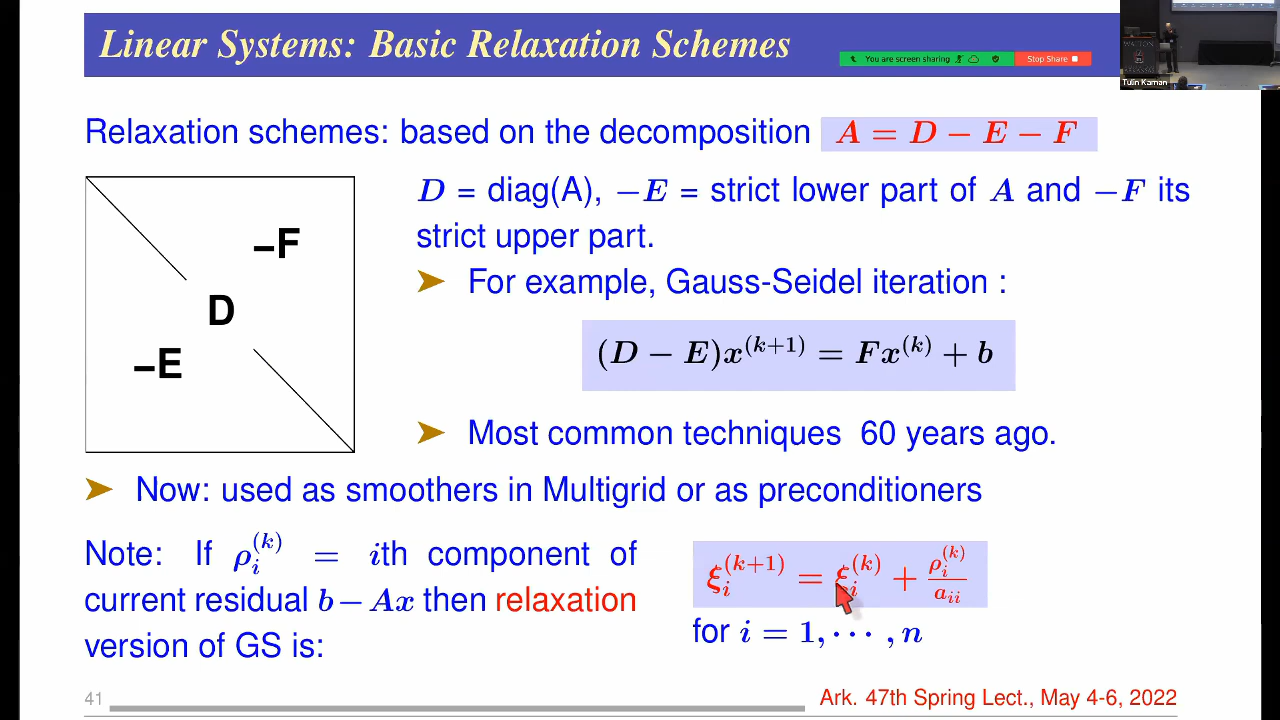 Linear Systems: Basic Relaxation Schemes
You are screen sharing
Stop Share
Tulin Kaman
Relaxation schemes: based on the decomposition A = D − E − F
−F
D
−E
D = diag(A), −E = strict lower part of A and −F its
strict upper part.
➤ For example, Gauss-Seidel iteration :
(D − E)x^(k+1) = Fx^(k) + b
➤ Most common techniques 60 years ago.
➤ Now: used as smoothers in Multigrid or as preconditioners
Note: If ρ_i^(k) = ith component of
current residual b − Ax then relaxation
version of GS is:
ξ_i^(k+1) = ξ_i^(k) + ρ_i^(k) / a_ii
for i = 1, ··· , n
41
Ark. 47th Spring Lect., May 4-6, 2022